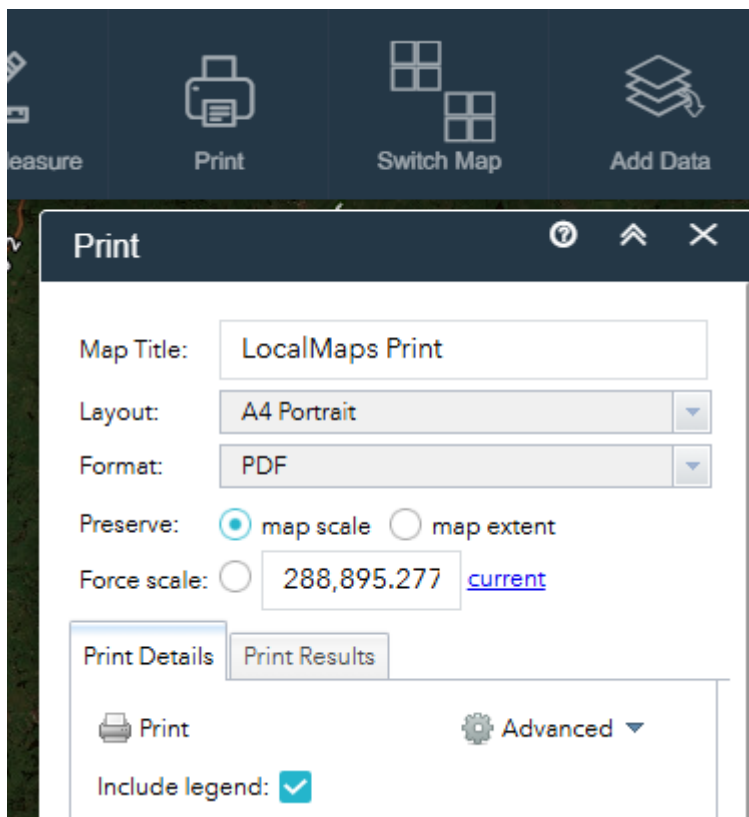 easure Print Switch Map Add Data
Print
Map Title: LocalMaps Print
Layout: A4 Portrait
Format: PDF
Preserve: map scale map extent
Force scale: 288,895.277 current
Print Details Print Results
Print Advanced
Include legend: